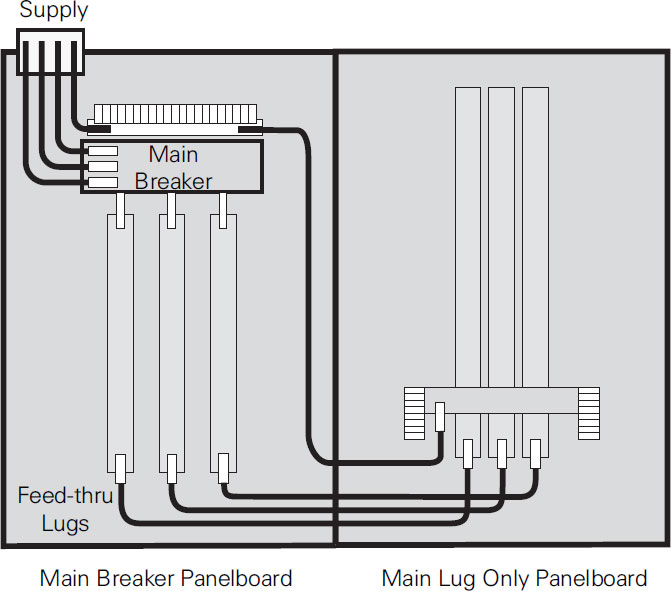 Supply
Main
Breaker
Feed-thru
Lugs
Main Breaker Panelboard
Main Lug Only Panelboard